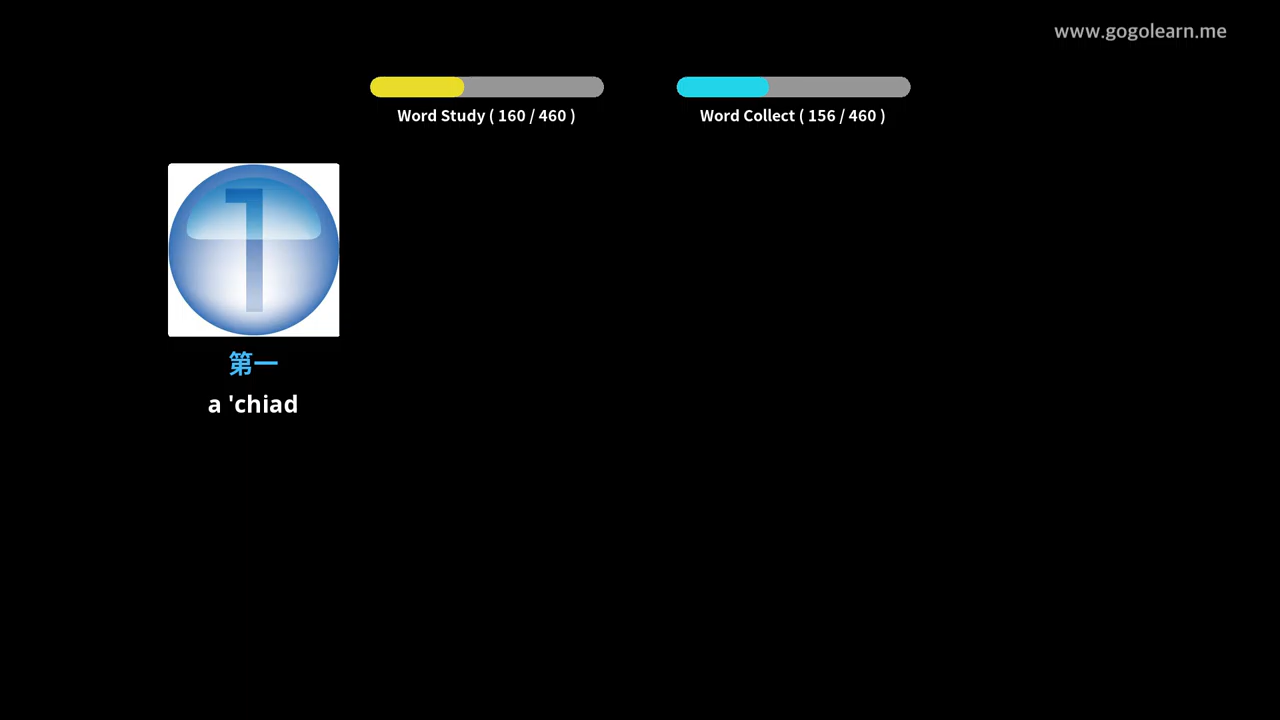 www.gogolearn.me
Word Study ( 160 / 460 )
Word Collect ( 156 / 460 )
1
第一
a 'chiad